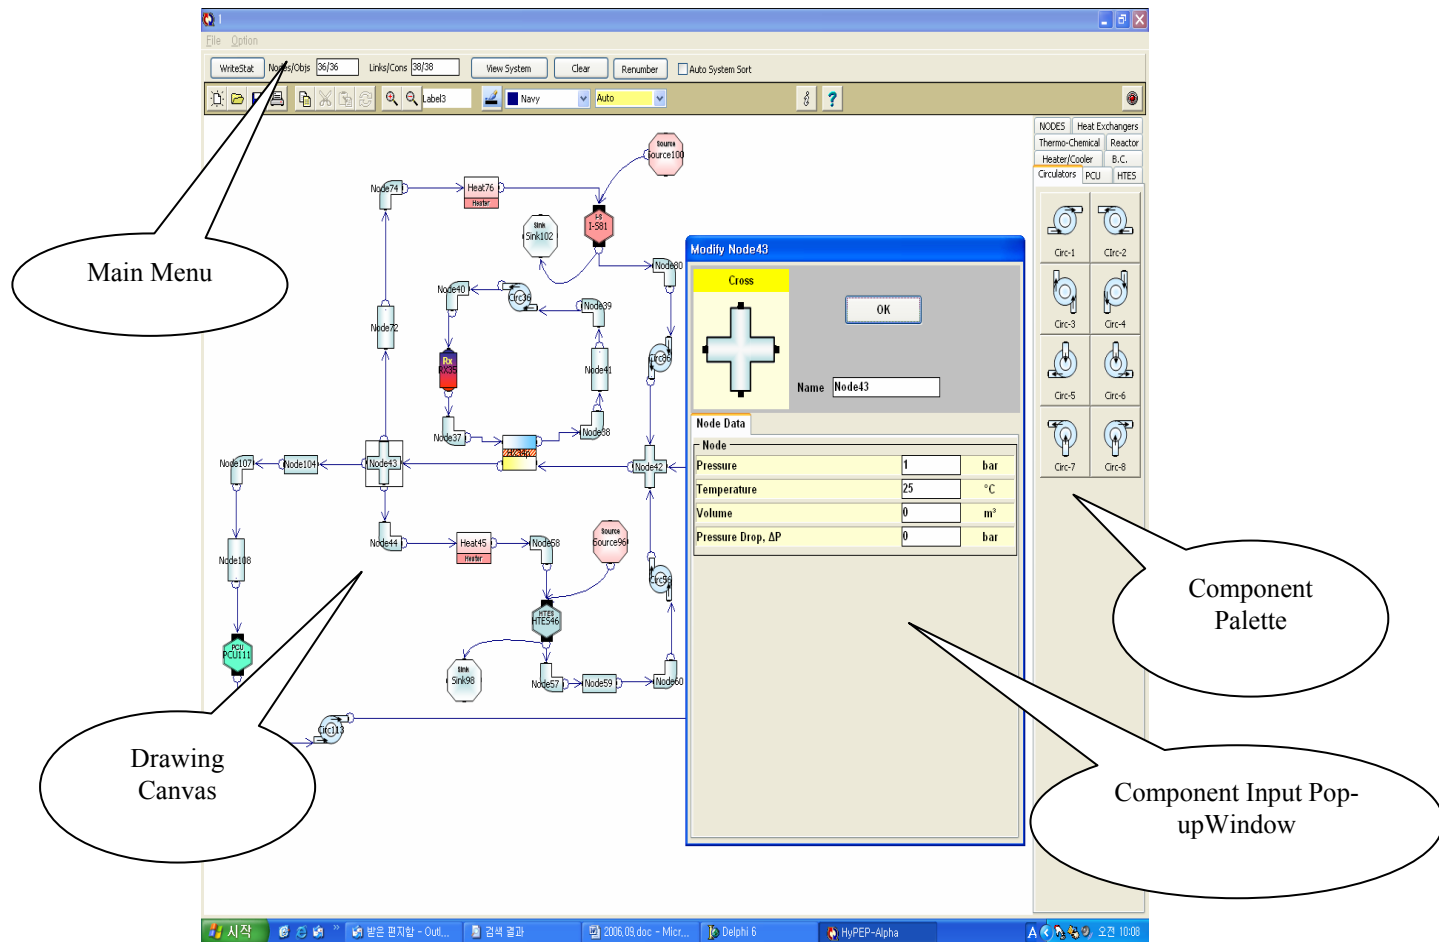 1
File Option
WriteStat Nodes/Objs 36/36 Links/Cons 38/38 View System Clear Renumber Auto System Sort
Label3 Navy Auto
NODES Heat Exchangers
Thermo-Chemical Reactor
Heater/Cooler B.C.
Circulators PCU HTES
Circ-1 CIrc-2
Circ-3 Circ-4
Circ-5 Circ-6
Circ-7 Circ-8
Main Menu
Drawing
Canvas
Component
Palette
Component Input Pop-
upWindow
Source
Source100
Node74
Heat76
Heater
I-S
I-S81
Sink
Sink102
Node80
Node40
Circ36
Node39
Node72
Rx
RX35
Node41
Node37
Node38
Node107
Node104
Node43
Node42
Node44
Heat45
Heater
Node58
Source
Source96
Node108
HTES
HTES46
Circ56
PCU
PCU111
Sink
Sink98
Node57
Node59
Node60
Circ113
Modify Node43
Cross
OK
Name Node43
Node Data
Node
Pressure 1 bar
Temperature 25 °C
Volume 0 m³
Pressure Drop, ΔP 0 bar
시작 받은 편지함 - Outl... 검색 결과 2006,09,doc - Micr... Delphi 6 HyPEP-Alpha A 오전 10:08